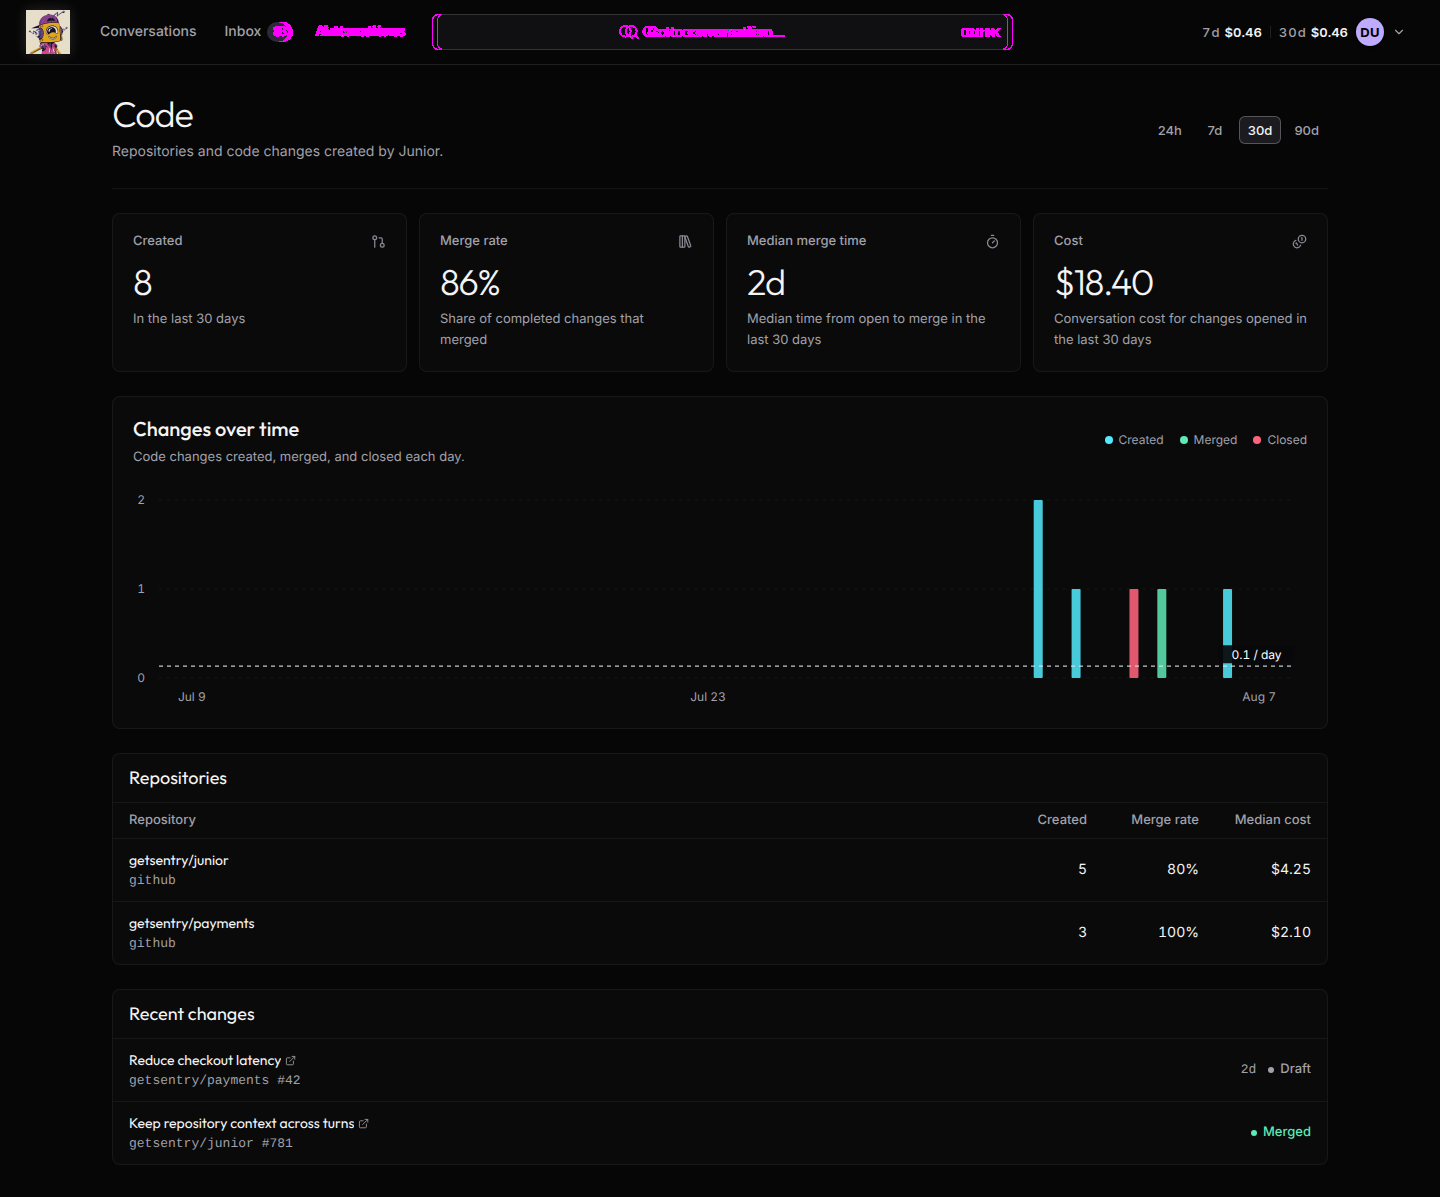 Conversations
Inbox
7d $0.46
30d $0.46
DU
Code
Repositories and code changes created by Junior.
24h
7d
30d
90d
Created
8
In the last 30 days
Merge rate
86%
Share of completed changes that
merged
Median merge time
2d
Median time from open to merge in the
last 30 days
Cost
$18.40
Conversation cost for changes opened in
the last 30 days
Changes over time
Code changes created, merged, and closed each day.
Created
Merged
Closed
2
1
0
0.1 / day
Jul 9
Jul 23
Aug 7
Repositories
Repository
Created
Merge rate
Median cost
getsentry/junior
github
5
80%
$4.25
getsentry/payments
github
3
100%
$2.10
Recent changes
Reduce checkout latency
getsentry/payments #42
2d
Draft
Keep repository context across turns
getsentry/junior #781
Merged